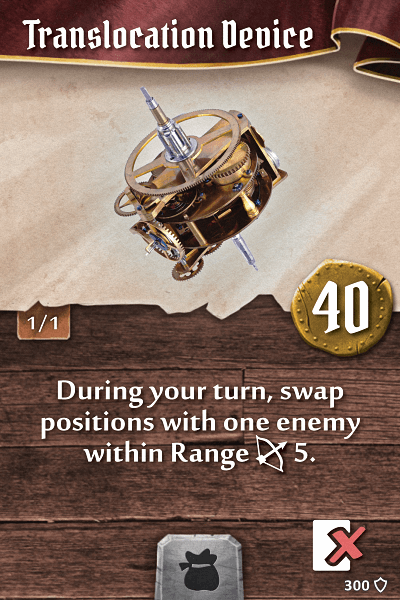 Translocation Device
1/1
40
During your turn, swap
positions with one enemy
within Range 5.
300